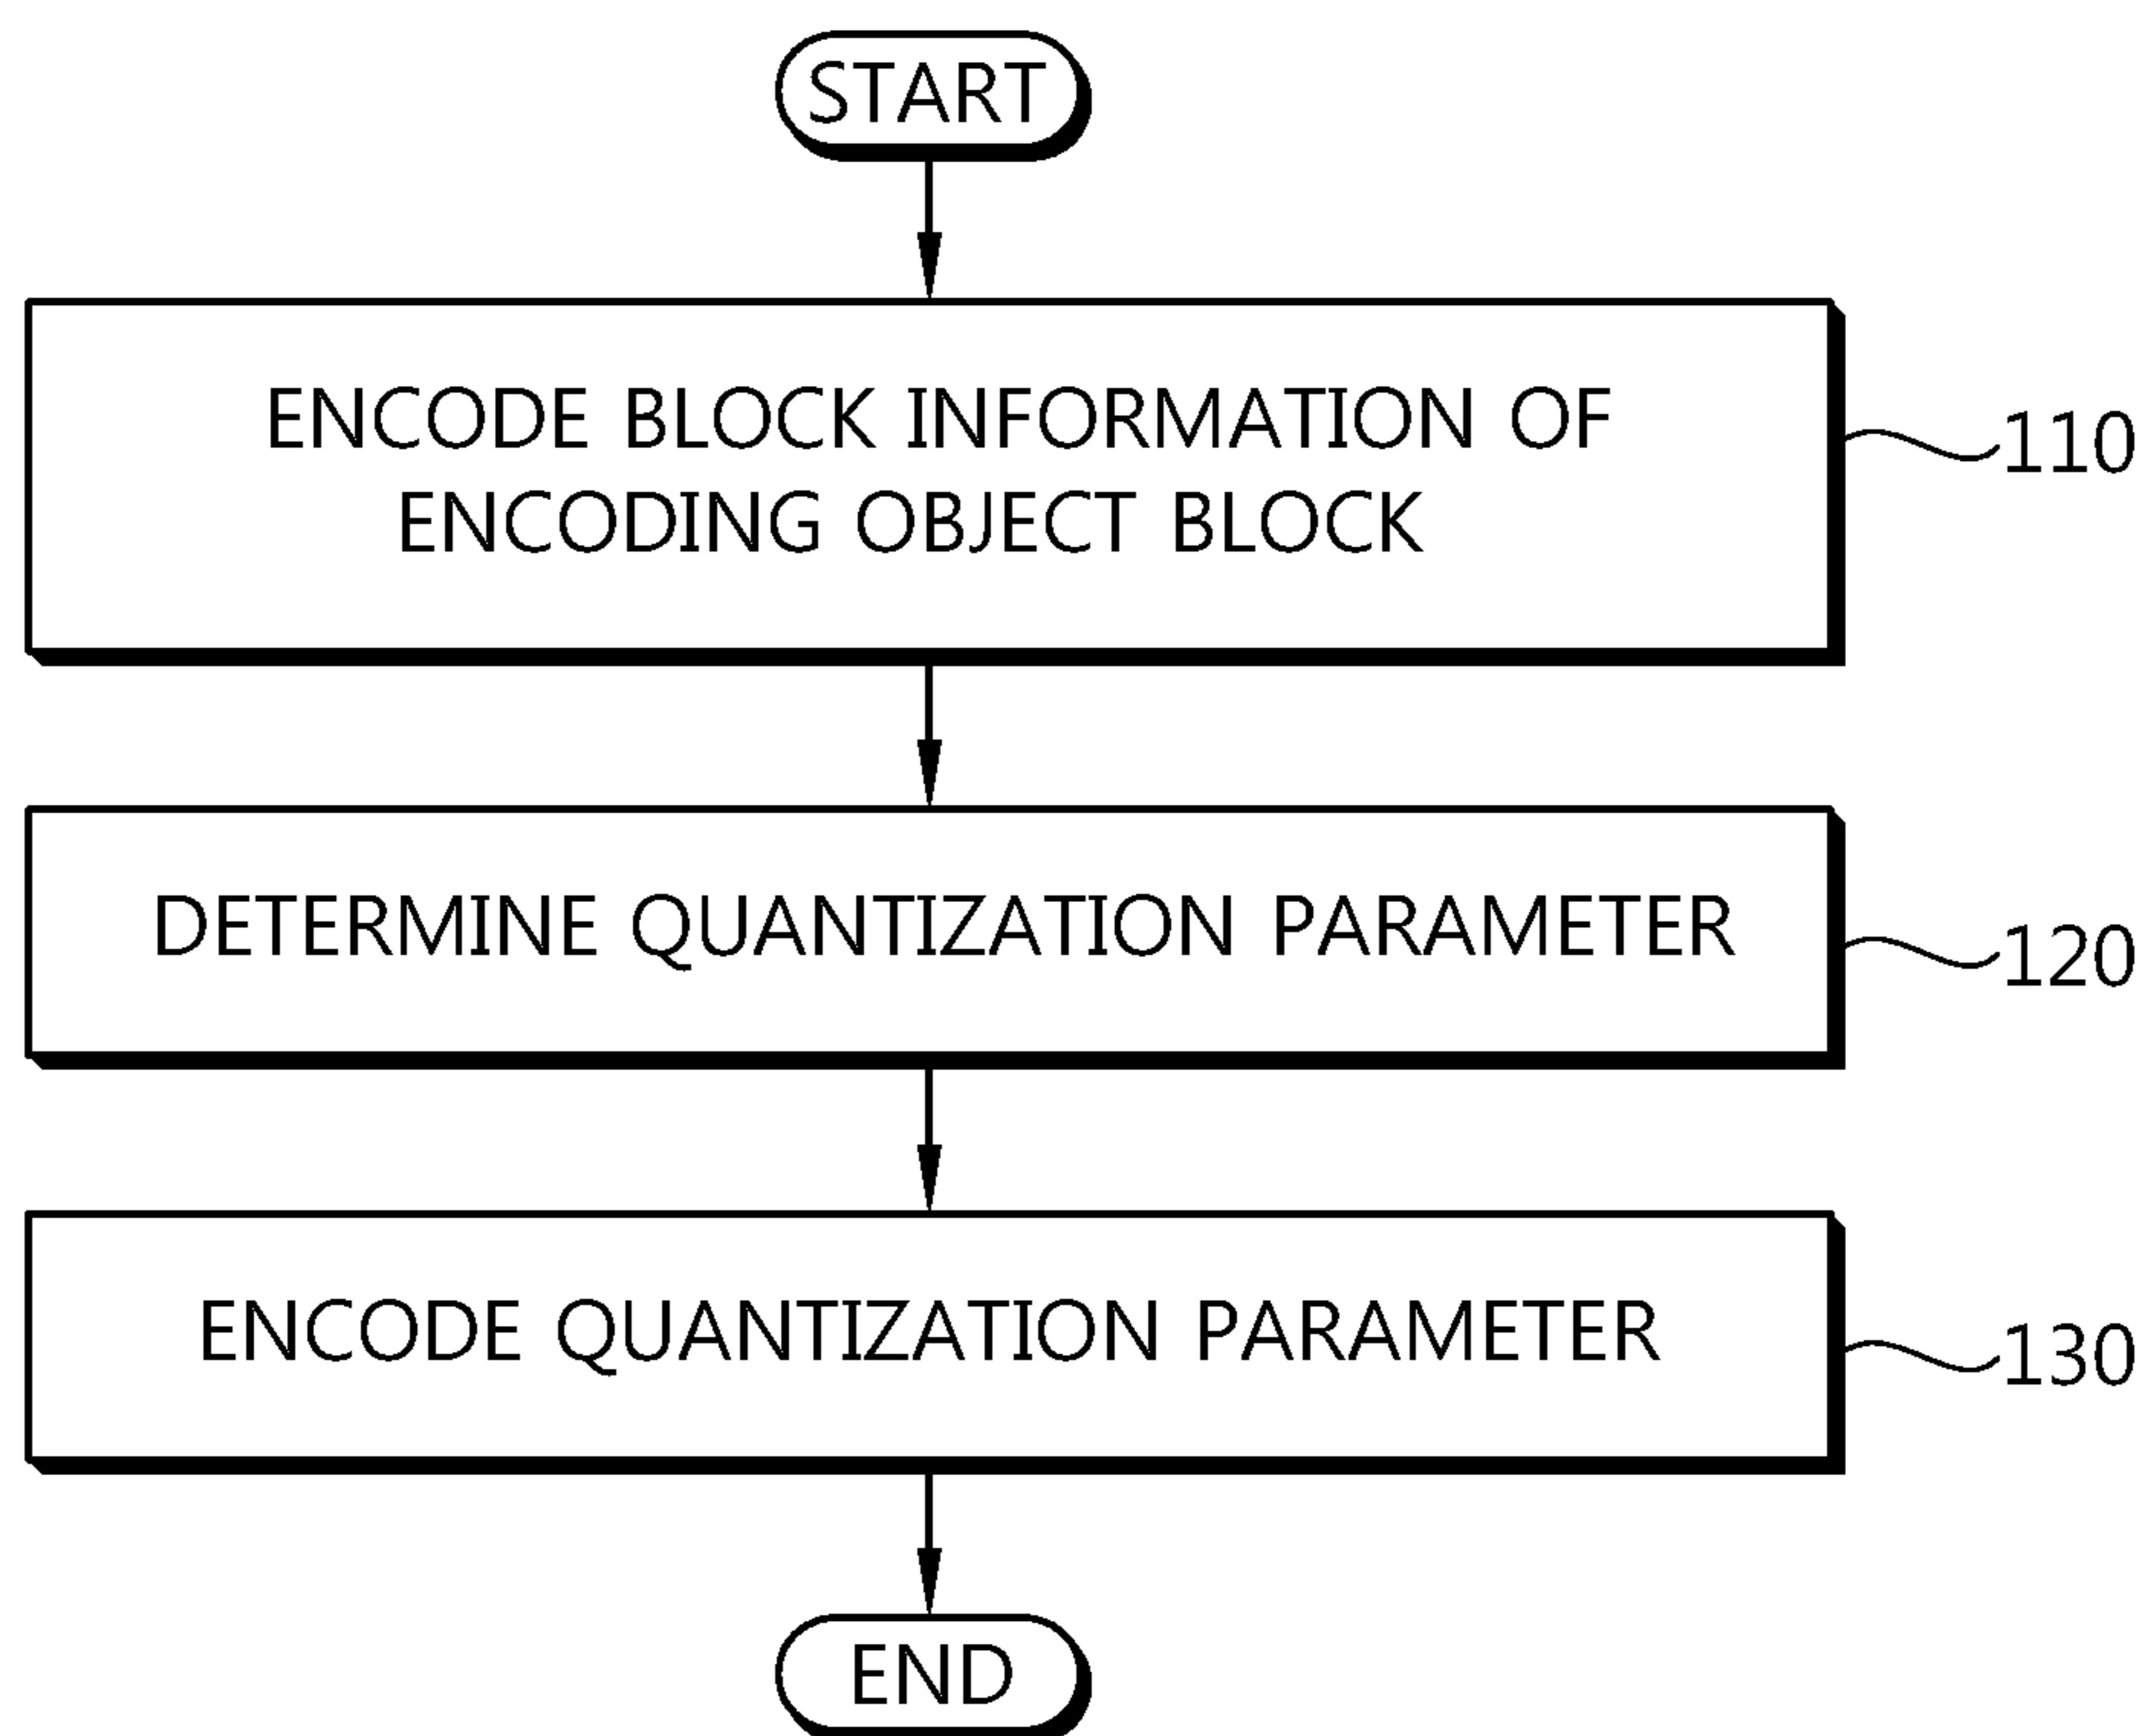 START
ENCODE BLOCK INFORMATION OF
ENCODING OBJECT BLOCK
110
DETERMINE QUANTIZATION PARAMETER
120
ENCODE QUANTIZATION PARAMETER
130
END